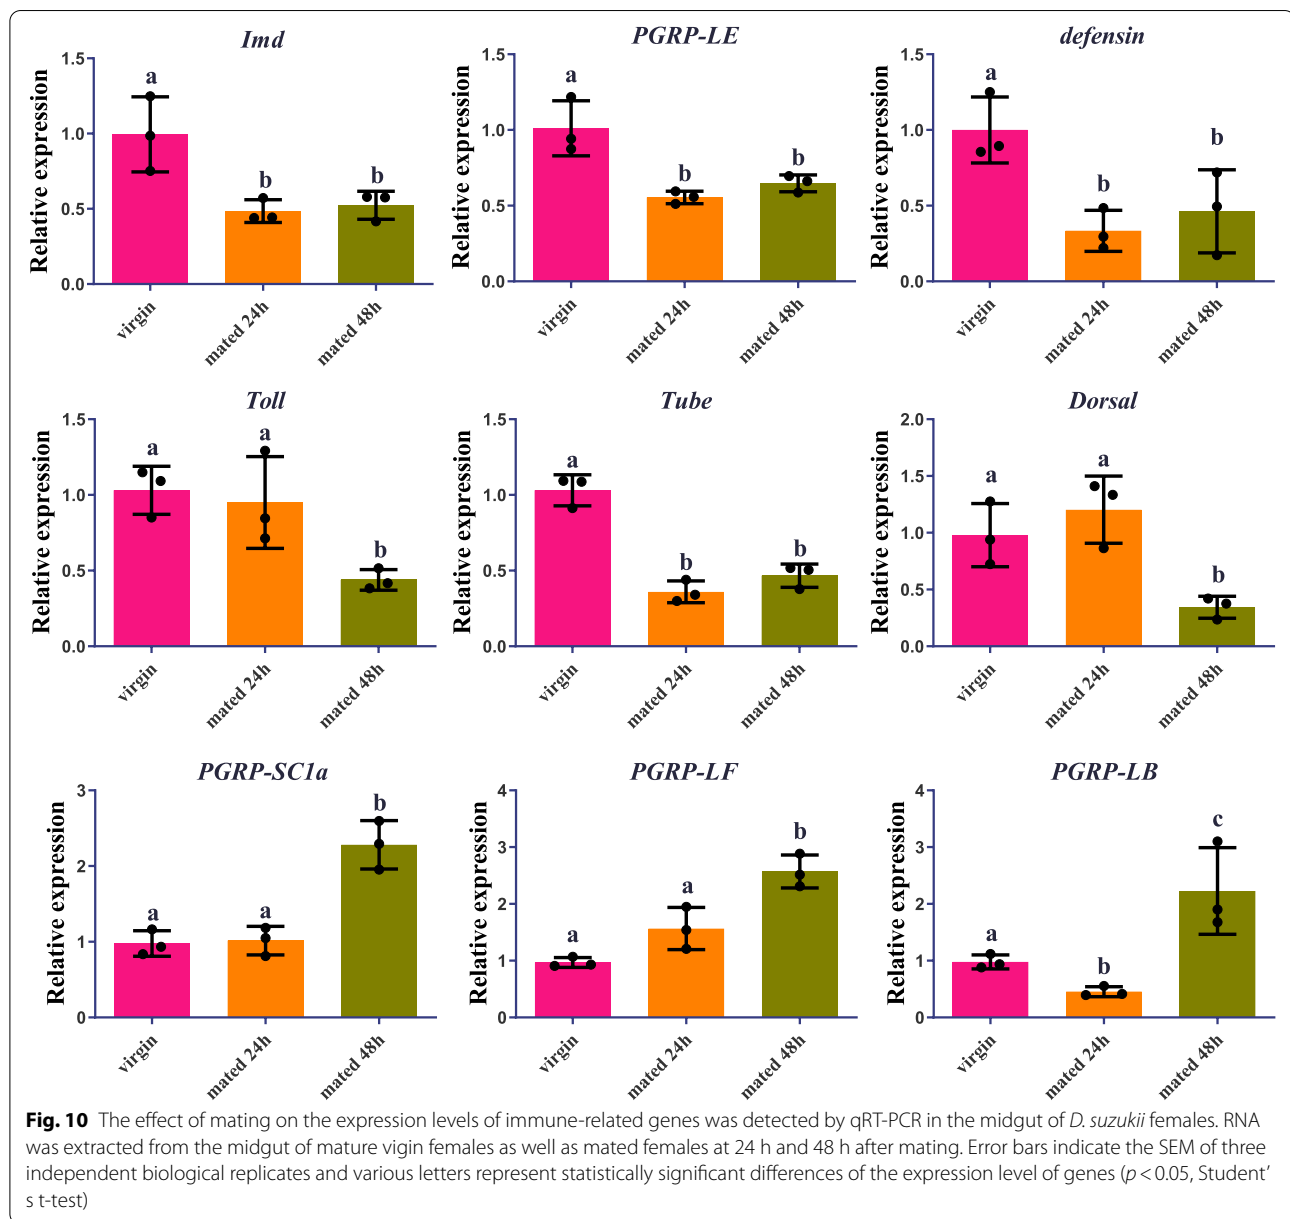 Imd
PGRP-LE
defensin
Relative expression
1.5
1.0
0.5
0.0
a
b
b
virgin
mated 24h
mated 48h
Relative expression
1.5
1.0
0.5
0.0
a
b
b
virgin
mated 24h
mated 48h
Relative expression
1.5
1.0
0.5
0.0
a
b
b
virgin
mated 24h
mated 48h
Toll
Tube
Dorsal
Relative expression
1.5
1.0
0.5
0.0
a
a
b
virgin
mated 24h
mated 48h
Relative expression
1.5
1.0
0.5
0.0
a
b
b
virgin
mated 24h
mated 48h
Relative expression
2.0
1.5
1.0
0.5
0.0
a
a
b
virgin
mated 24h
mated 48h
PGRP-SC1a
PGRP-LF
PGRP-LB
Relative expression
3
2
1
0
a
a
b
virgin
mated 24h
mated 48h
Relative expression
4
3
2
1
0
a
a
b
virgin
mated 24h
mated 48h
Relative expression
4
3
2
1
0
a
b
c
virgin
mated 24h
mated 48h
Fig. 10 The effect of mating on the expression levels of immune-related genes was detected by qRT-PCR in the midgut of D. suzukii females. RNA
was extracted from the midgut of mature vigin females as well as mated females at 24 h and 48 h after mating. Error bars indicate the SEM of three
independent biological replicates and various letters represent statistically significant differences of the expression level of genes (p < 0.05, Student'
s t-test)